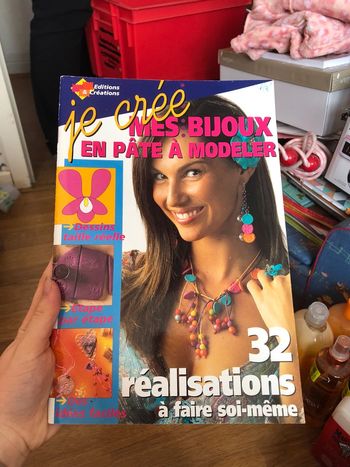 Editions
Créations
je crée
MES BIJOUX
EN PÂTE À MODELER
Dessins
taille réelle
Etape
par étape
32
réalisations
à faire soi-même